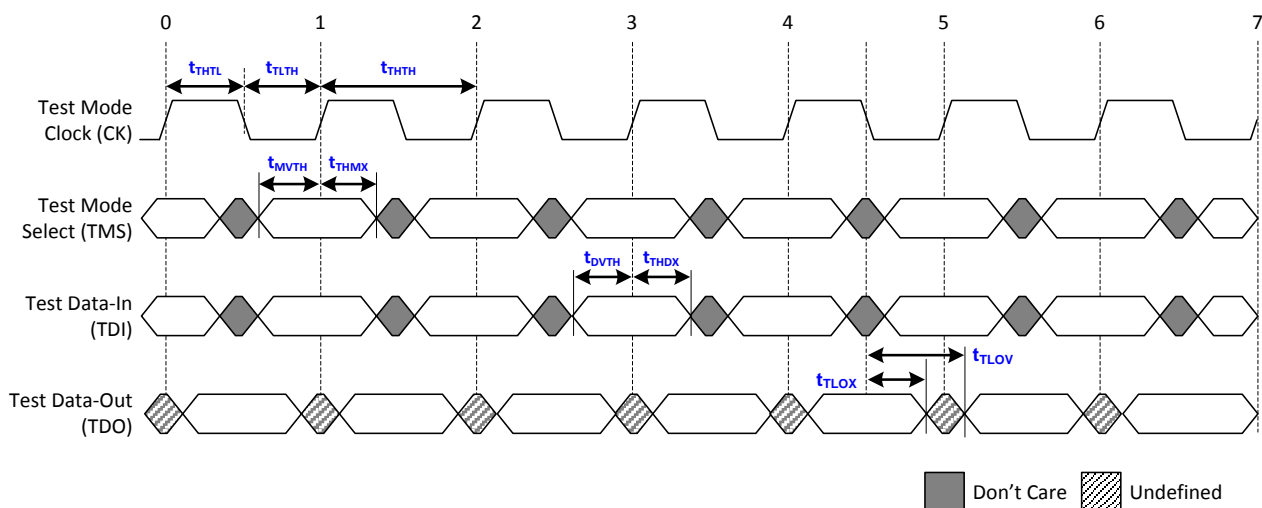 0 1 2 3 4 5 6 7
tTHTL tTLTH tTHTH
Test Mode
Clock (CK)
tMVTH tTHMX
Test Mode
Select (TMS)
tDVTH tTHDX
Test Data-In
(TDI)
tTLOV
tTLOX
Test Data-Out
(TDO)
Don't Care Undefined